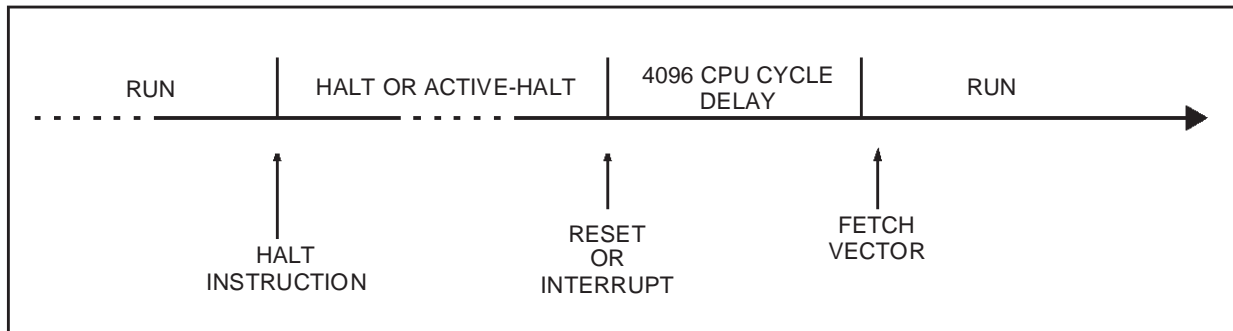 RUN
HALT OR ACTIVE-HALT
4096 CPU CYCLE
DELAY
RUN
HALT
INSTRUCTION
RESET
OR
INTERRUPT
FETCH
VECTOR